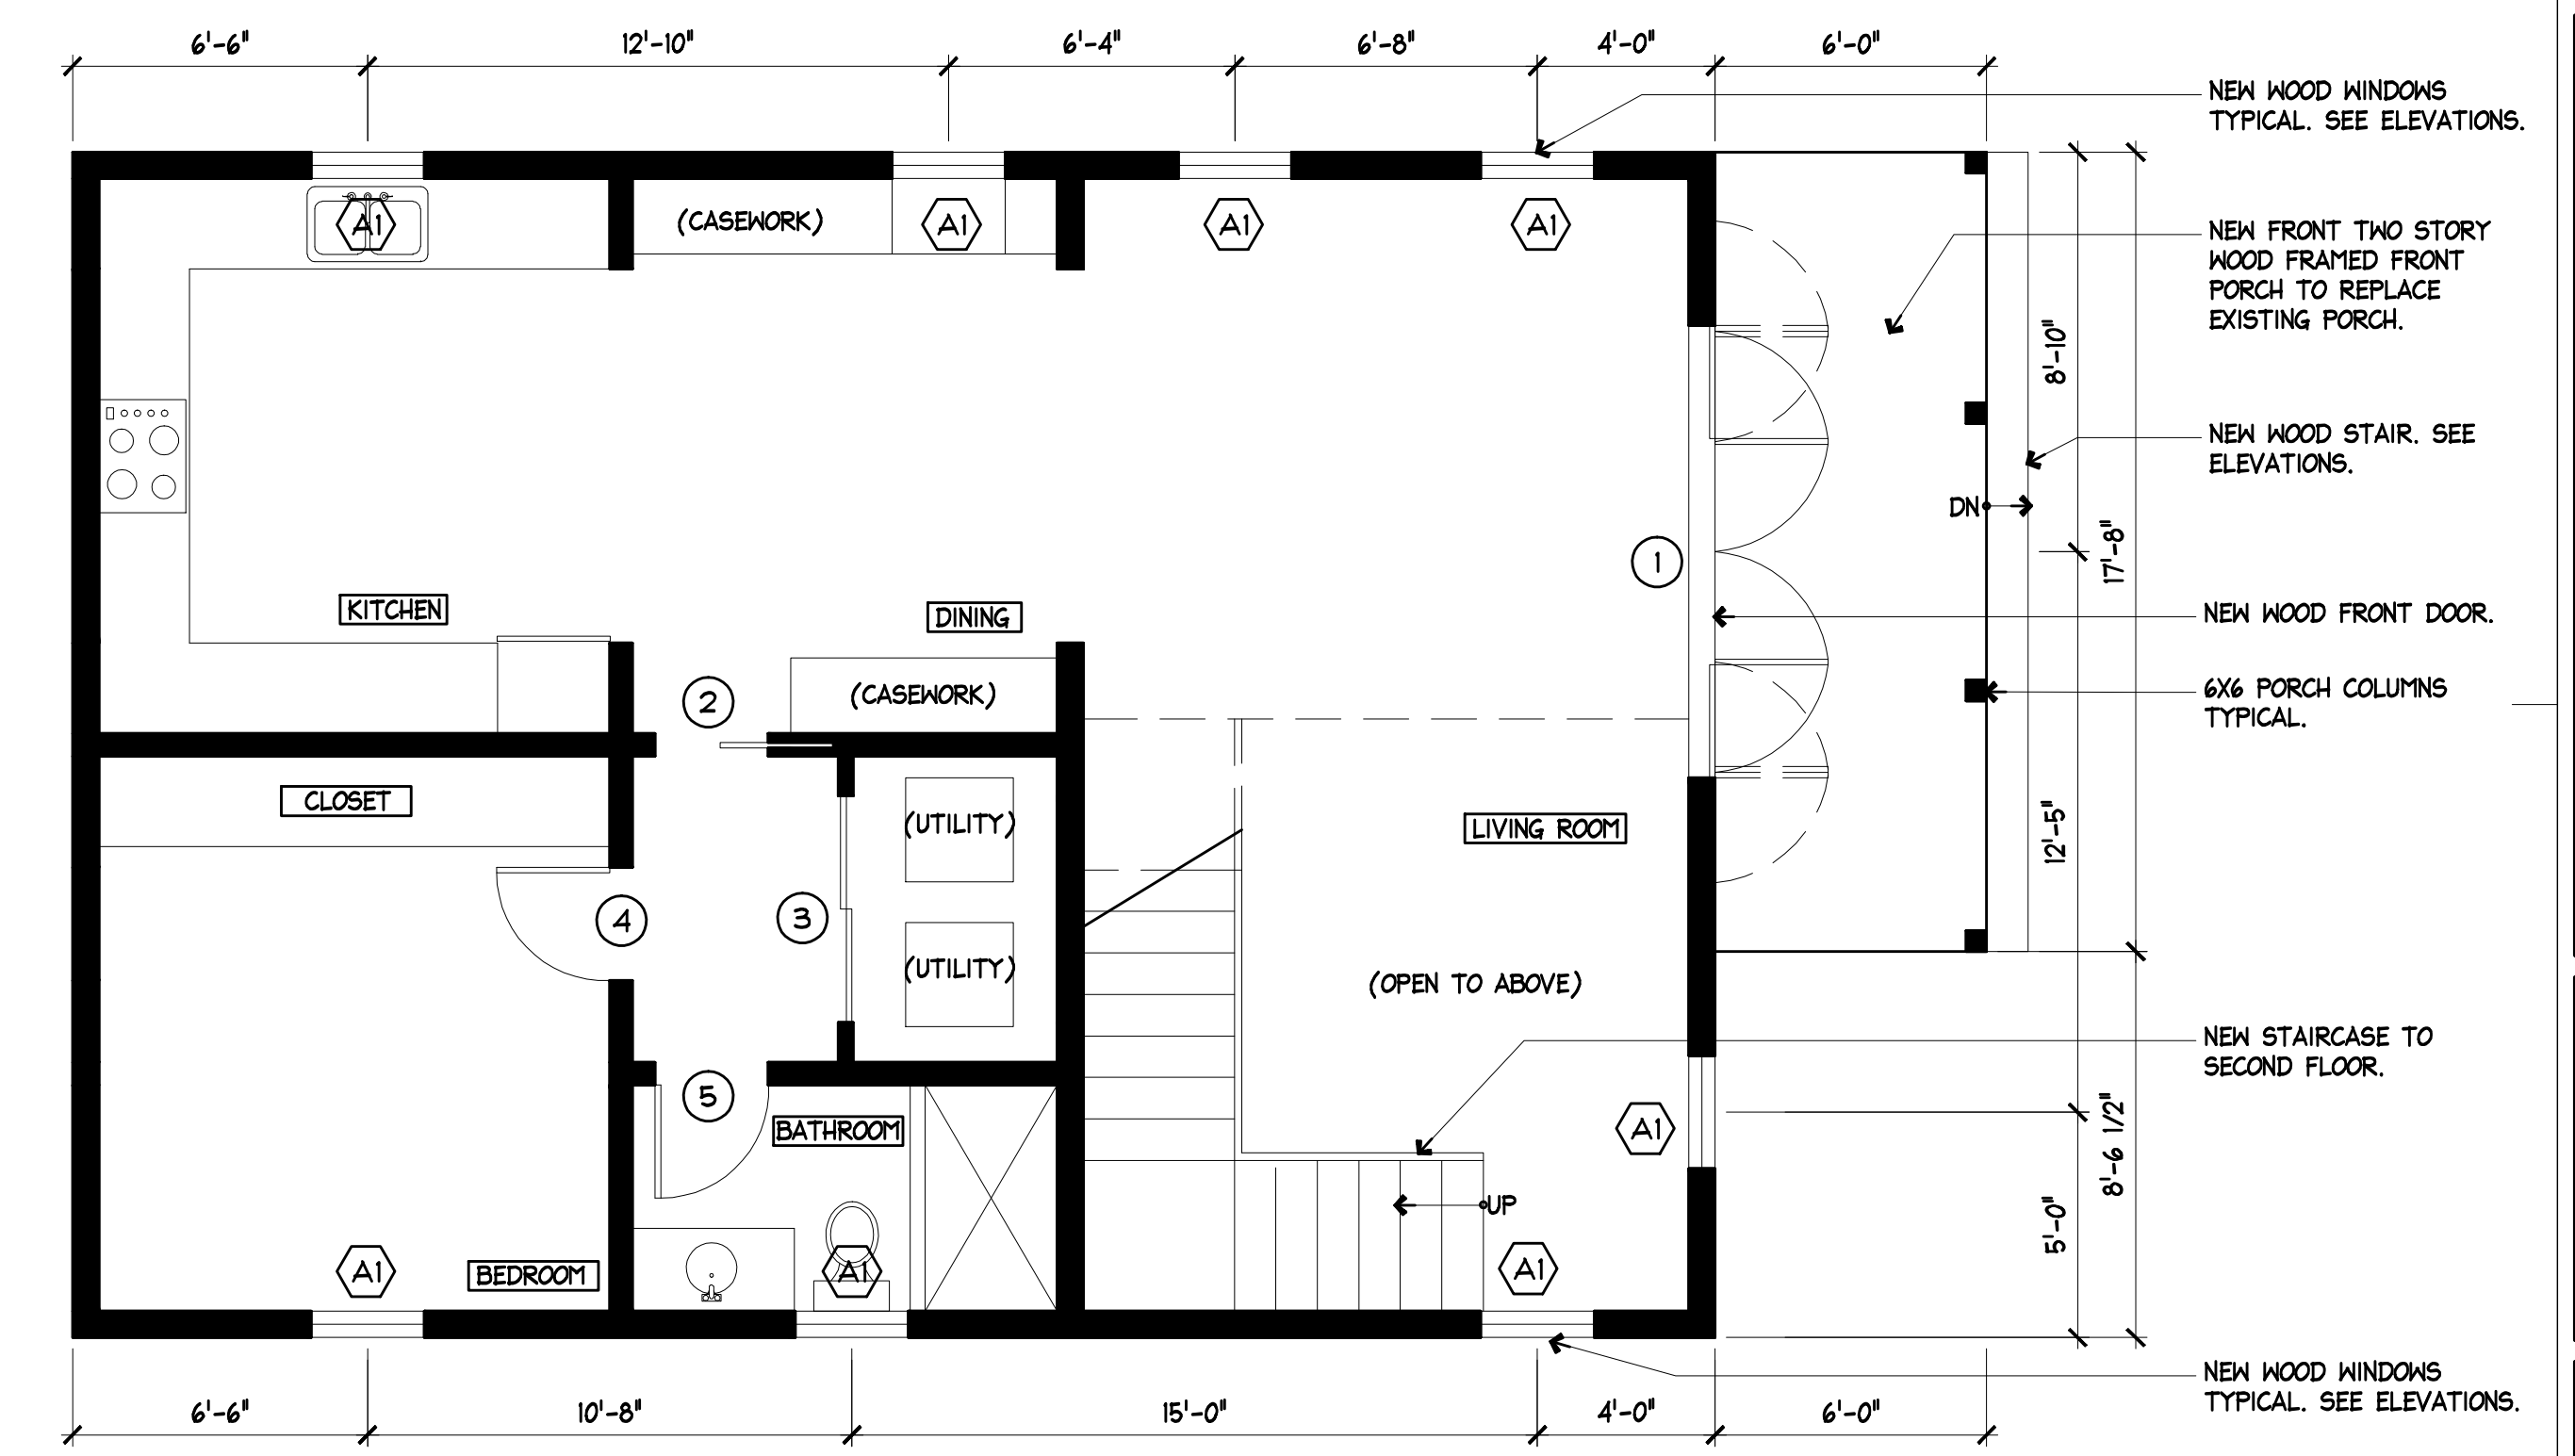 6'-6"
12'-10"
6'-4"
6'-8"
4'-0"
6'-0"
NEW WOOD WINDOWS
TYPICAL. SEE ELEVATIONS.
A1
(CASEWORK)
A1
A1
A1
NEW FRONT TWO STORY
WOOD FRAMED FRONT
PORCH TO REPLACE
EXISTING PORCH.
8'-10"
NEW WOOD STAIR. SEE
ELEVATIONS.
DN
17'-8"
1
KITCHEN
DINING
NEW WOOD FRONT DOOR.
2
(CASEWORK)
6X6 PORCH COLUMNS
TYPICAL.
CLOSET
(UTILITY)
LIVING ROOM
12'-5"
4
3
(UTILITY)
(OPEN TO ABOVE)
NEW STAIRCASE TO
SECOND FLOOR.
5
BATHROOM
A1
8'-6 1/2"
UP
5'-0"
A1
BEDROOM
A1
A1
NEW WOOD WINDOWS
TYPICAL. SEE ELEVATIONS.
6'-6"
10'-8"
15'-0"
4'-0"
6'-0"